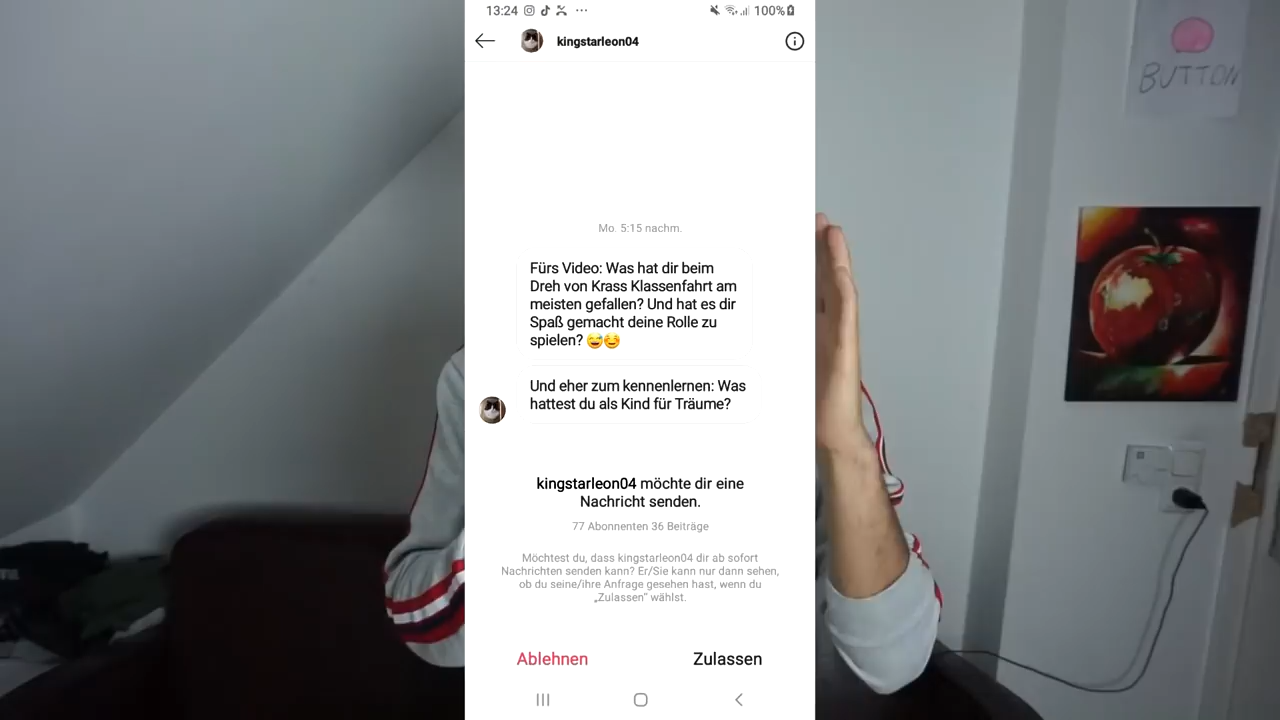 13:24
100%
kingstarleon04
BUTTON
Mo. 5:15 nachm.
Fürs Video: Was hat dir beim
Dreh von Krass Klassenfahrt am
meisten gefallen? Und hat es dir
Spaß gemacht deine Rolle zu
spielen? 😅☺️
Und eher zum kennenlernen: Was
hattest du als Kind für Träume?
kingstarleon04 möchte dir eine
Nachricht senden.
77 Abonnenten 36 Beiträge
Möchtest du, dass kingstarleon04 dir ab sofort
Nachrichten senden kann? Er/Sie kann nur dann sehen,
ob du seine/ihre Anfrage gesehen hast, wenn du
„Zulassen“ wählst.
Ablehnen
Zulassen